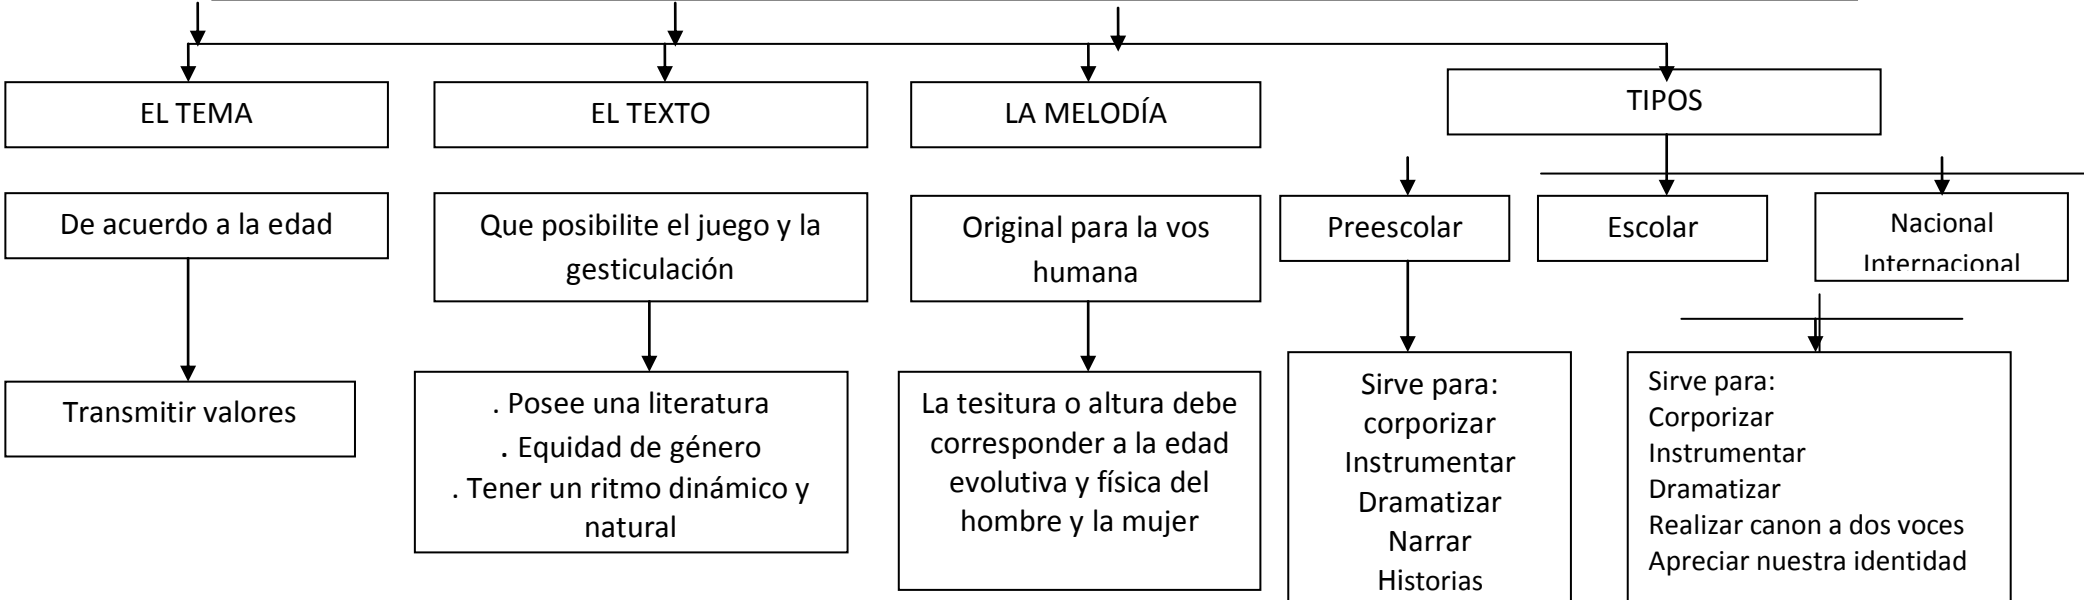 EL TEMA
EL TEXTO
LA MELODÍA
TIPOS
De acuerdo a la edad
Que posibilite el juego y la
gesticulación
Original para la vos
humana
Preescolar
Escolar
Nacional
Internacional
Transmitir valores
. Posee una literatura
. Equidad de género
. Tener un ritmo dinámico y
natural
La tesitura o altura debe
corresponder a la edad
evolutiva y física del
hombre y la mujer
Sirve para:
corporizar
Instrumentar
Dramatizar
Narrar
Historias
Sirve para:
Corporizar
Instrumentar
Dramatizar
Realizar canon a dos voces
Apreciar nuestra identidad